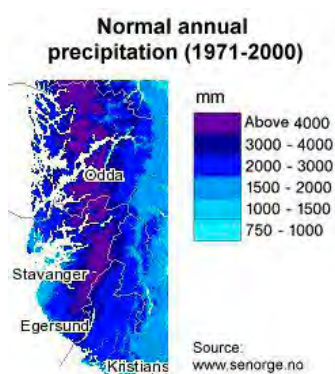 Normal annual
precipitation (1971-2000)
mm
Above 4000
3000 - 4000
2000 - 3000
1500 - 2000
1000 - 1500
750 - 1000
Odda
Stavanger
Egersund
Kristians
Source:
www.senorge.no